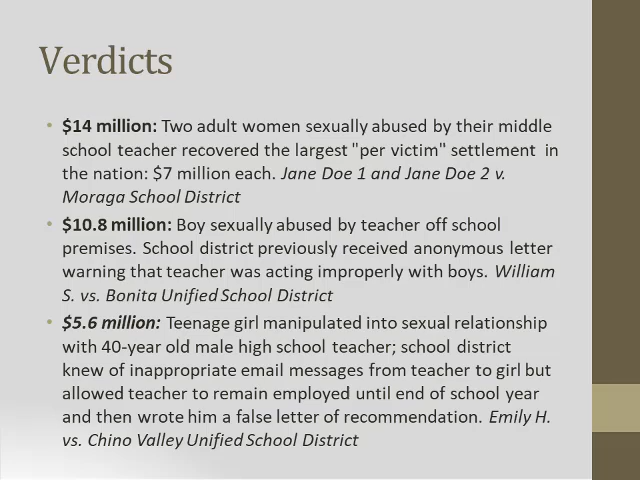 Verdicts
• $14 million: Two adult women sexually abused by their middle
school teacher recovered the largest "per victim" settlement in
the nation: $7 million each. Jane Doe 1 and Jane Doe 2 v.
Moraga School District
• $10.8 million: Boy sexually abused by teacher off school
premises. School district previously received anonymous letter
warning that teacher was acting improperly with boys. William
S. vs. Bonita Unified School District
• $5.6 million: Teenage girl manipulated into sexual relationship
with 40-year old male high school teacher; school district
knew of inappropriate email messages from teacher to girl but
allowed teacher to remain employed until end of school year
and then wrote him a false letter of recommendation. Emily H.
vs. Chino Valley Unified School District